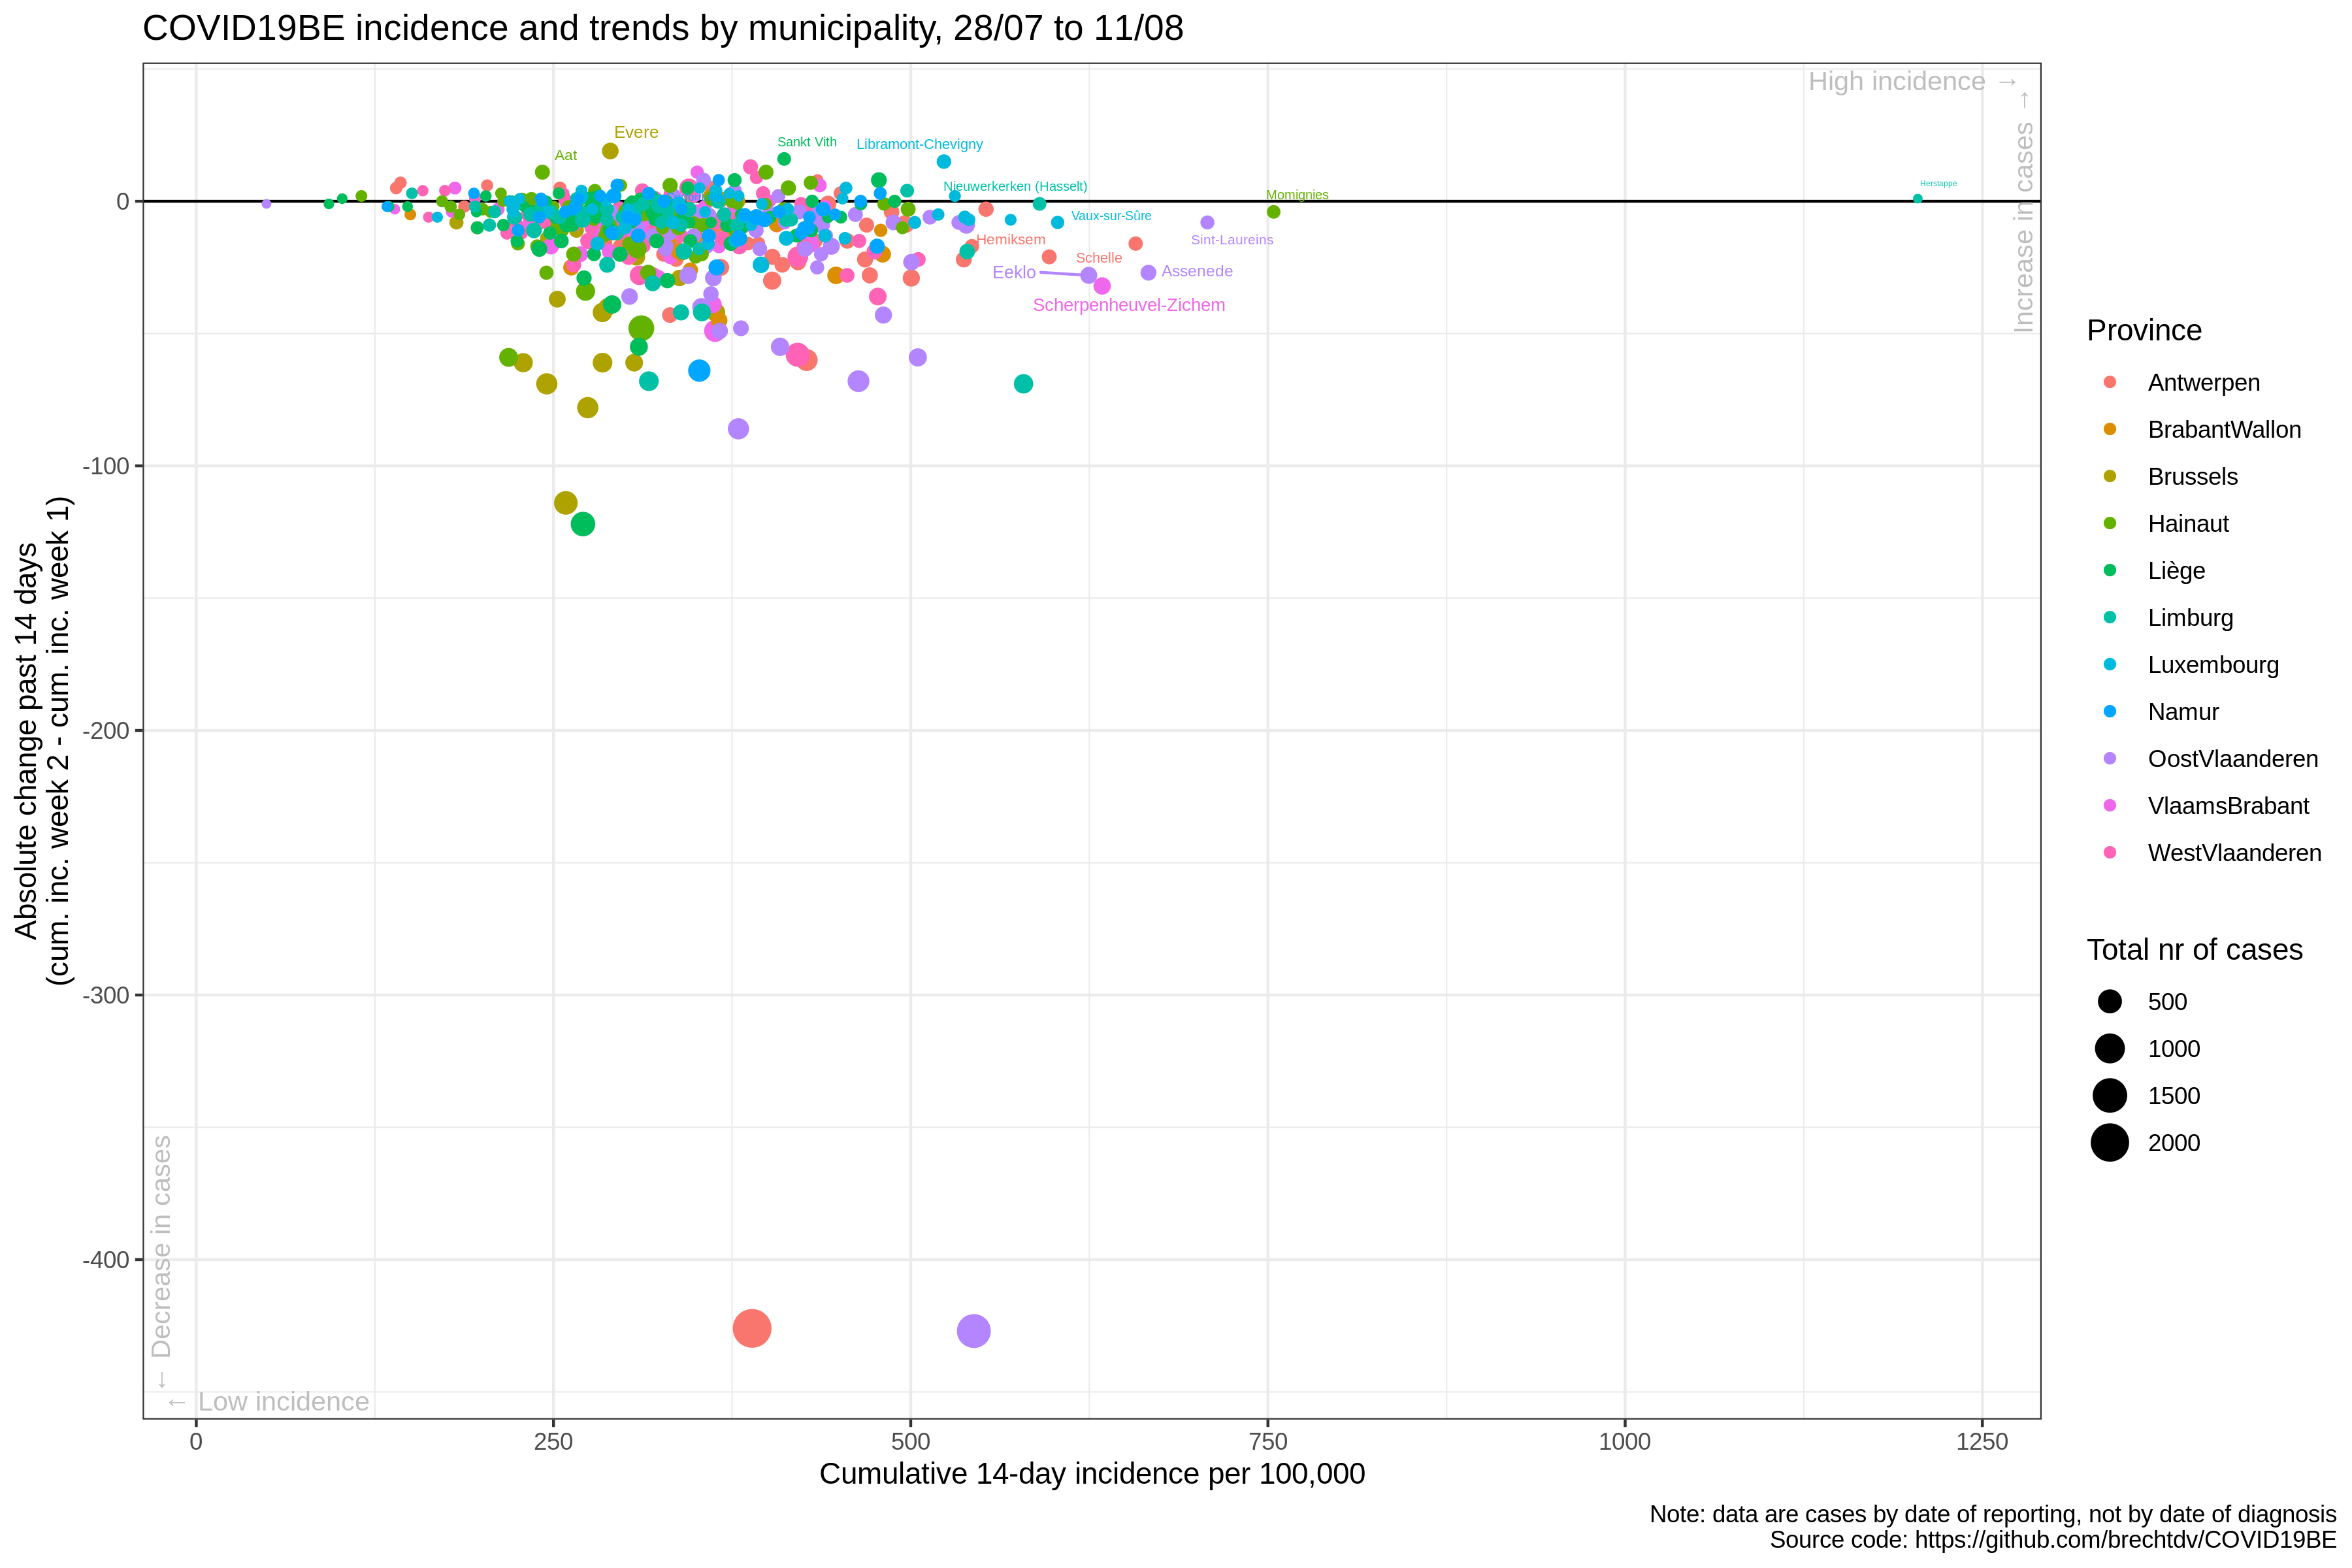 COVID19BE incidence and trends by municipality, 28/07 to 11/08
High incidence →
Increase in cases →
Evere
Aat
Sankt Vith
Libramont-Chevigny
Nieuwerkerken (Hasselt)
Herstappe
Momignies
Vaux-sur-Sûre
Hemiksem
Sint-Laureins
Schelle
Eeklo
Assenede
Scherpenheuvel-Zichem
0
-100
-200
-300
-400
Absolute change past 14 days
(cum. inc. week 2 - cum. inc. week 1)
← Decrease in cases
← Low incidence
0
250
500
750
1000
1250
Cumulative 14-day incidence per 100,000
Province
Antwerpen
BrabantWallon
Brussels
Hainaut
Liège
Limburg
Luxembourg
Namur
OostVlaanderen
VlaamsBrabant
WestVlaanderen
Total nr of cases
500
1000
1500
2000
Note: data are cases by date of reporting, not by date of diagnosis
Source code: https://github.com/brechtdv/COVID19BE